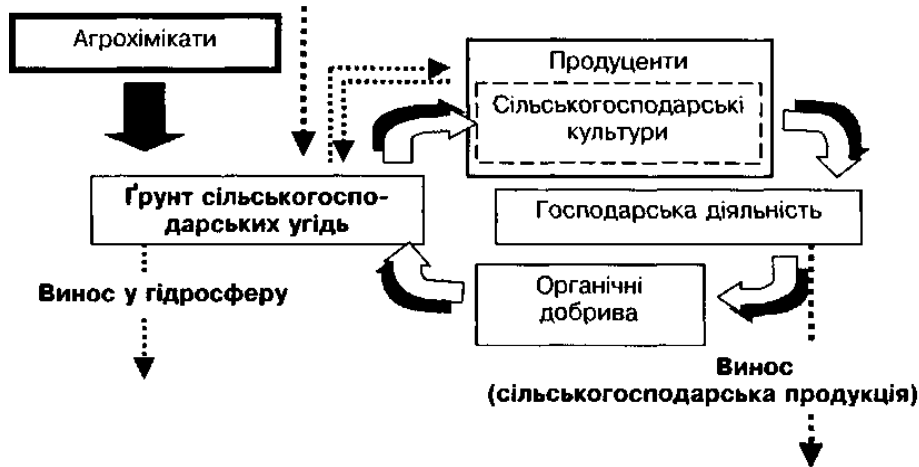 Агрохімікати
Продуценти
Сільськогосподарські
культури
Ґрунт сільськогоспо-
дарських угідь
Господарська діяльність
Винос у гідросферу
Органічні
добрива
Винос
(сільськогосподарська продукція)